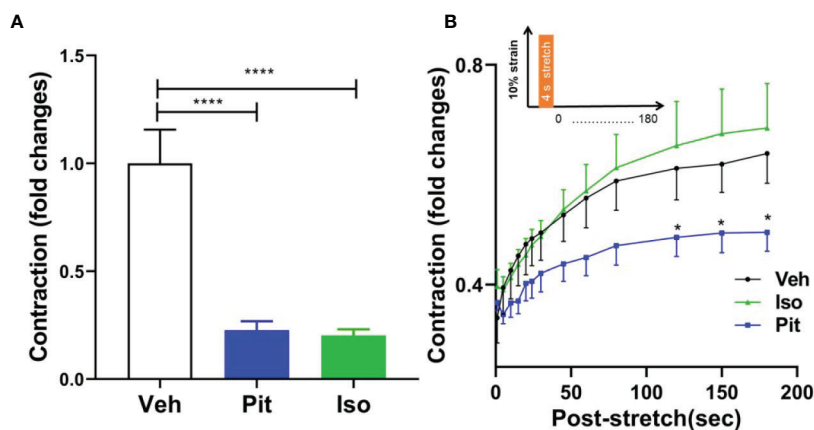 A
Contraction (fold changes)
1.5
1.0
0.5
0.0
****
****
Veh Pit Iso
B
Contraction (fold changes)
0.8
0.4
10% strain
4 s stretch
0 ..................... 180
*
*
*
Veh
Iso
Pit
0 50 100 150 200
Post-stretch(sec)